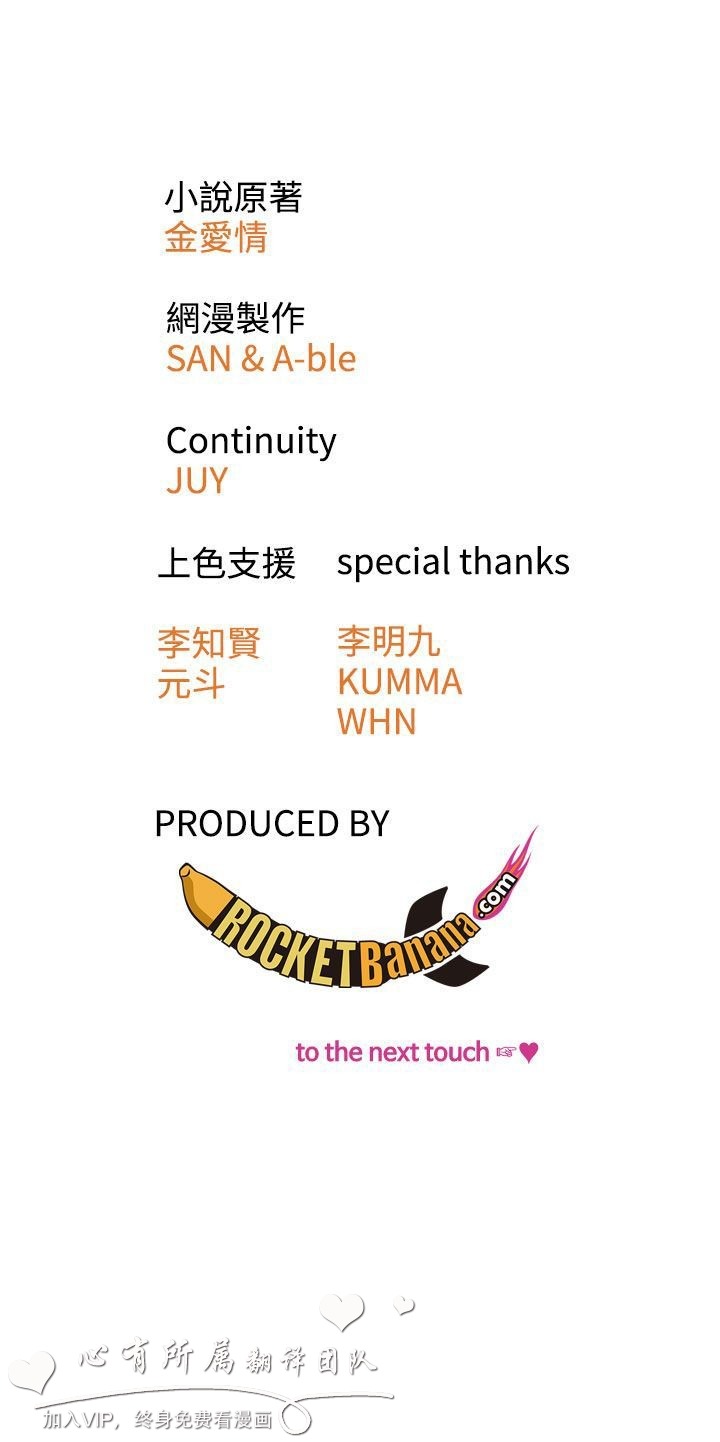 小說原著
金愛情
網漫製作
SAN & A-ble
Continuity
JUY
上色支援
李知賢
元斗
special thanks
李明九
KUMMA
WHN
PRODUCED BY
ROCKETBanana.com
to the next touch ☞♥
心有所属翻译团队
加入VIP，终身免费看漫画